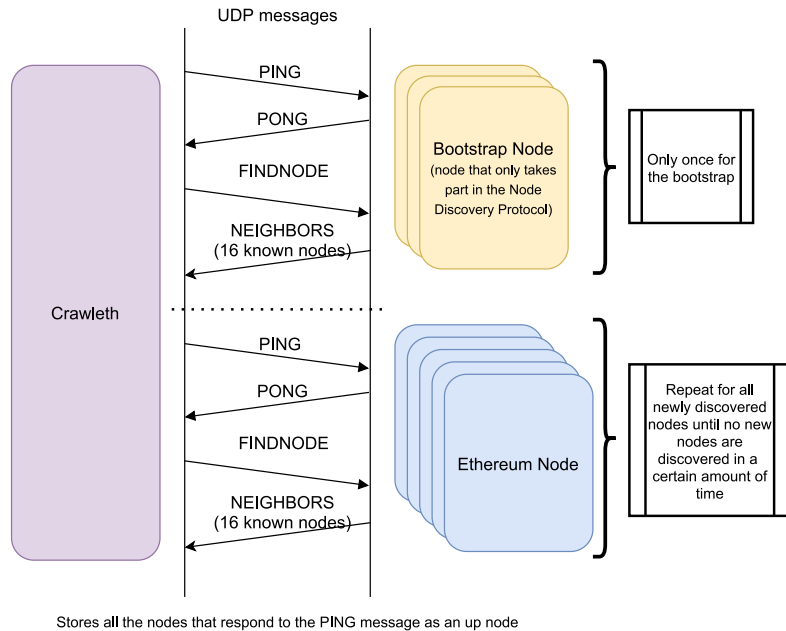 UDP messages
PING
PONG
FINDNODE
NEIGHBORS
(16 known nodes)
Bootstrap Node
(node that only takes
part in the Node
Discovery Protocol)
Only once for
the bootstrap
Crawleth
PING
PONG
FINDNODE
NEIGHBORS
(16 known nodes)
Ethereum Node
Repeat for all
newly discovered
nodes until no new
nodes are
discovered in a
certain amount of
time
Stores all the nodes that respond to the PING message as an up node